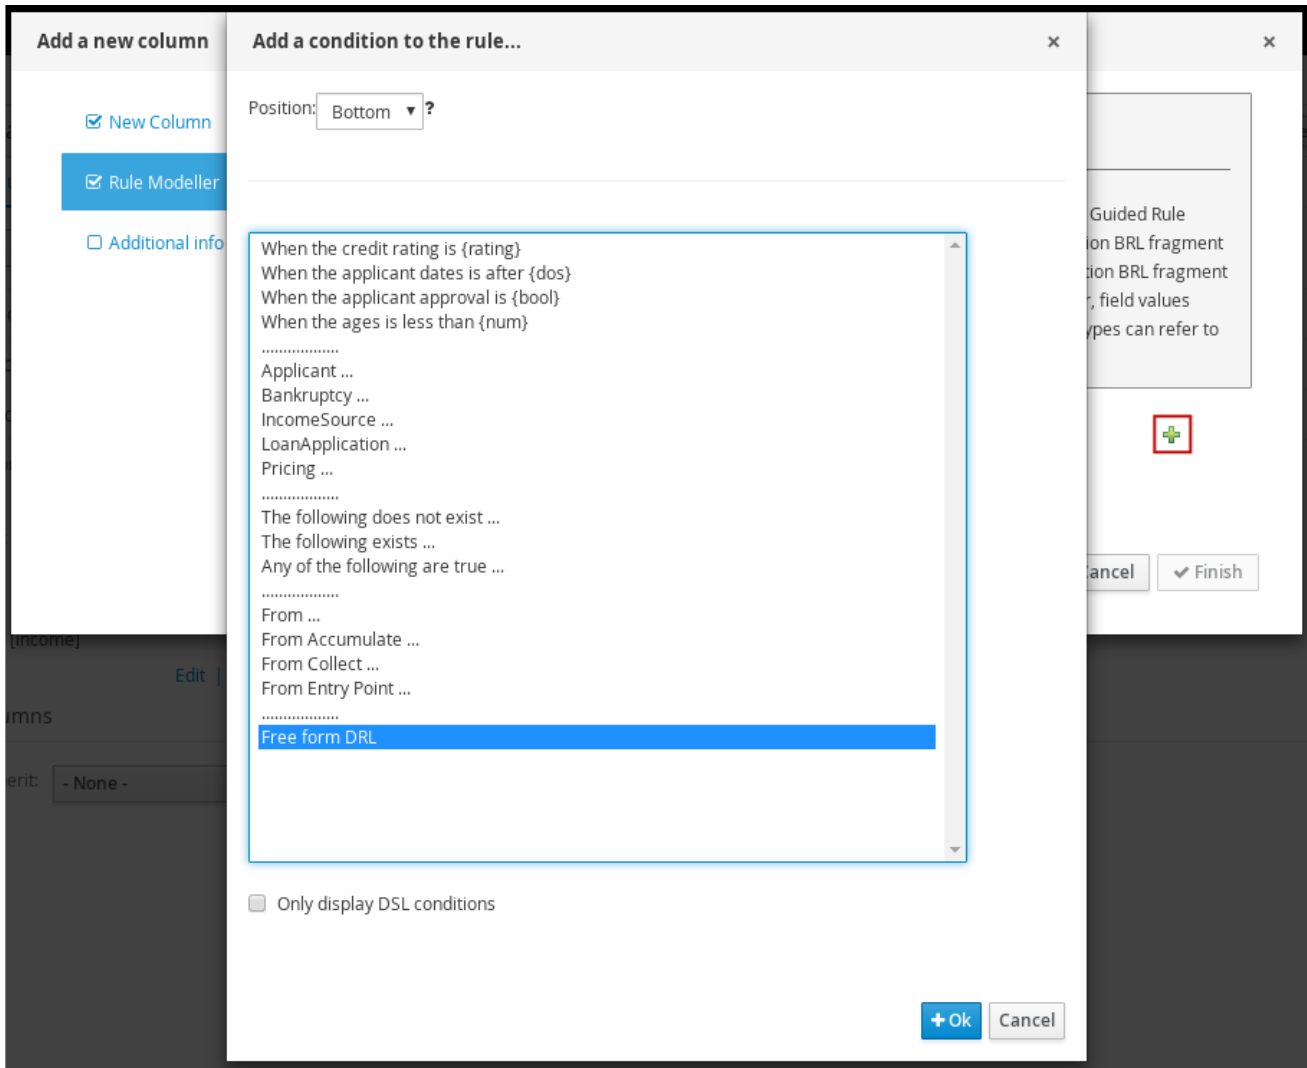 Add a new column
Add a condition to the rule...
×
×
Position:
Bottom ▼
?
New Column
Rule Modeller
Additional info
When the credit rating is {rating}
When the applicant dates is after {dos}
When the applicant approval is {bool}
When the ages is less than {num}
..................
Applicant ...
Bankruptcy ...
IncomeSource ...
LoanApplication ...
Pricing ...
..................
The following does not exist ...
The following exists ...
Any of the following are true ...
..................
From ...
From Accumulate ...
From Collect ...
From Entry Point ...
..................
Free form DRL
Guided Rule
ion BRL fragment
tion BRL fragment
, field values
ypes can refer to
ancel
Finish
[income]
Edit |
umns
erit:
- None -
Only display DSL conditions
+ Ok
Cancel